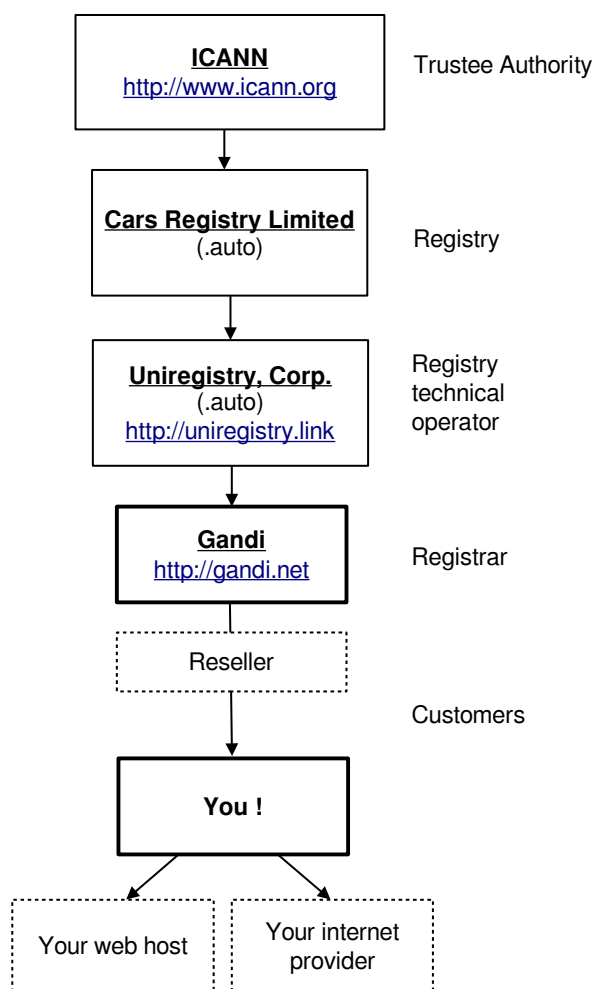 ICANN
http://www.icann.org
Trustee Authority
Cars Registry Limited
(.auto)
Registry
Uniregistry, Corp.
(.auto)
http://uniregistry.link
Registry
technical
operator
Gandi
http://gandi.net
Registrar
Reseller
Customers
You !
Your web host
Your internet
provider